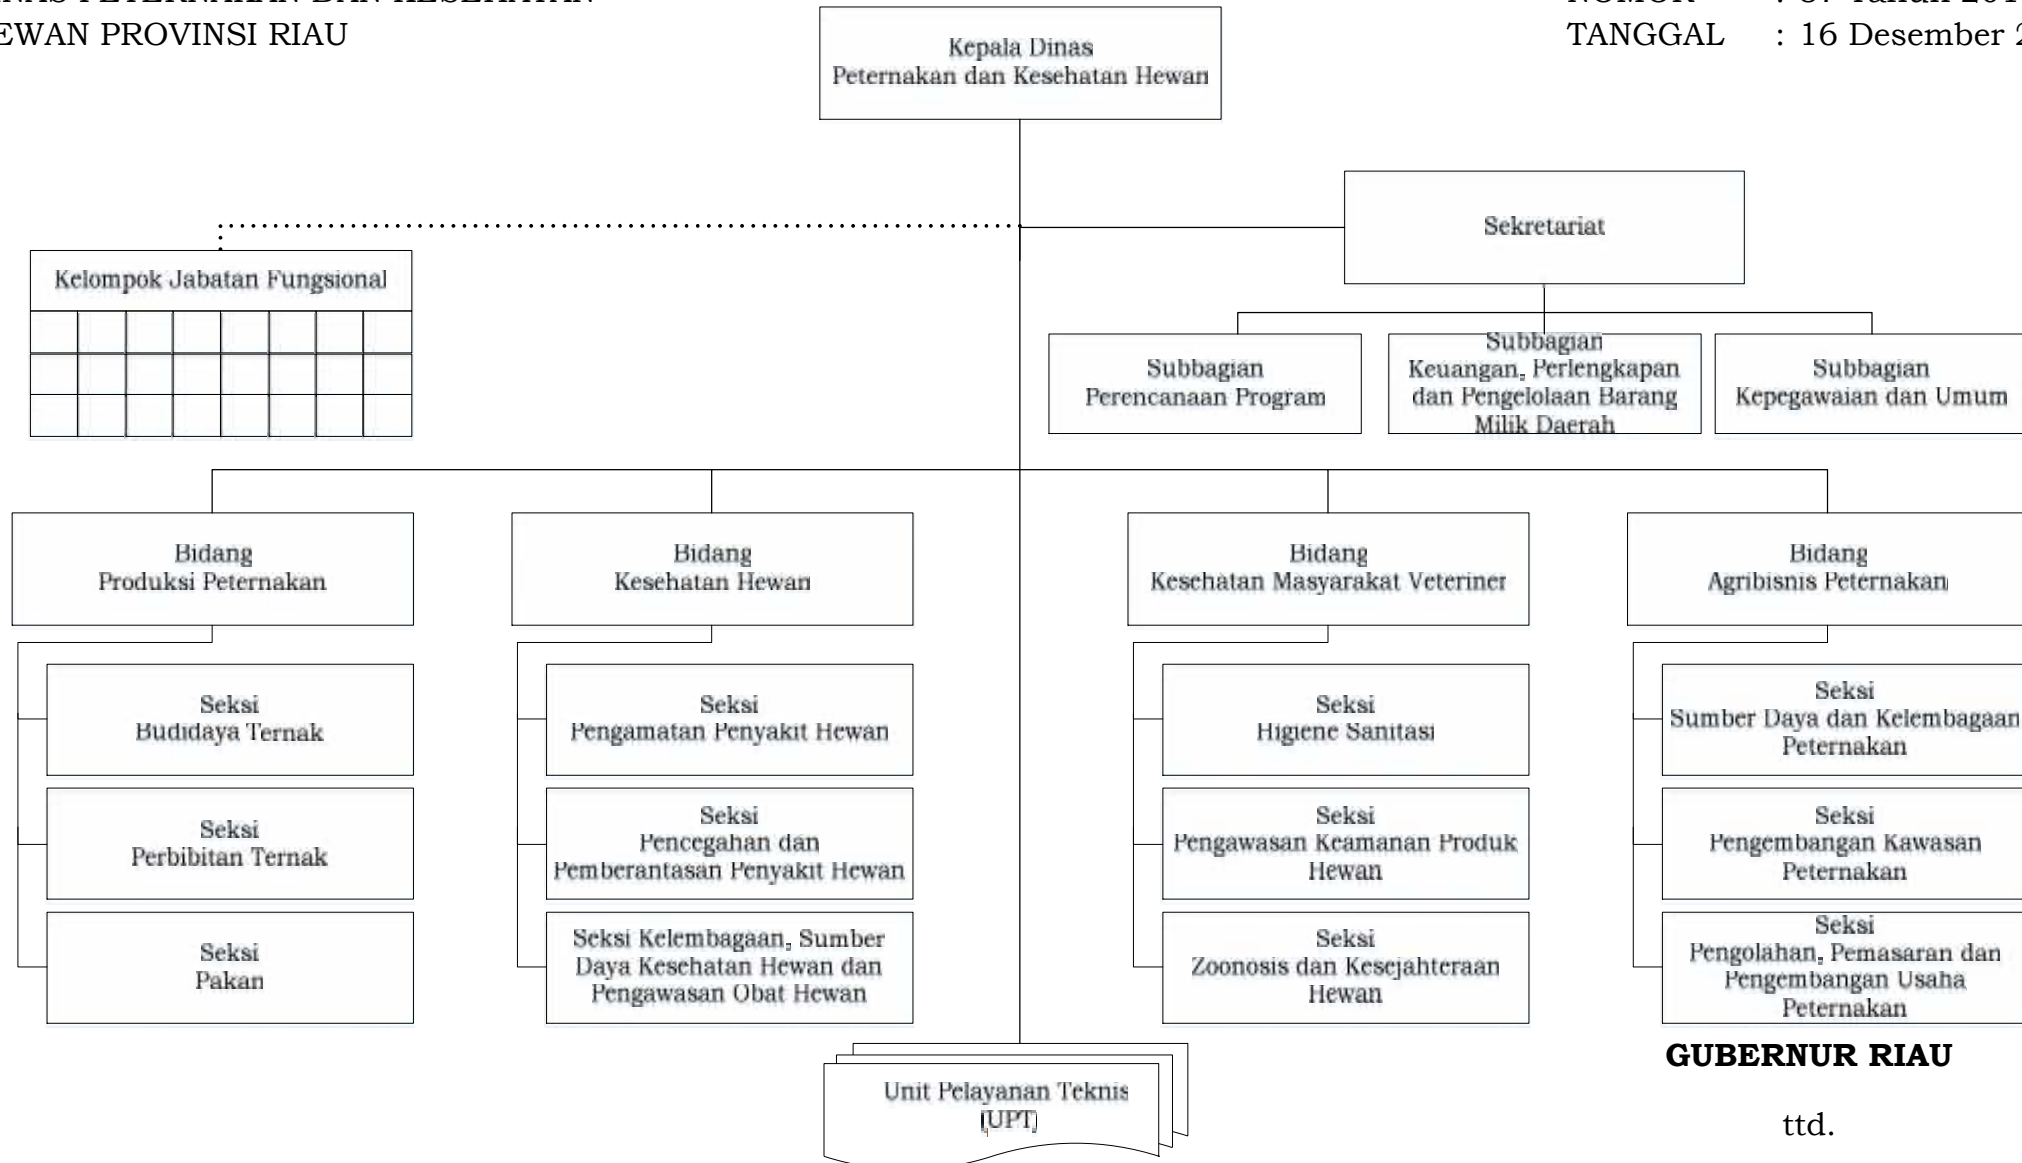 PETERNAKAN DAN KESEHATAN
PROVINSI RIAU
NOMOR : Tahun
TANGGAL : 16 Desember
Kepala Dinas
Peternakan dan Kesehatan Hewan
Sekretariat
Kelompok Jabatan Fungsional
Subbagian
Perencanaan Program
Subbagian
Keuangan, Perlengkapan
dan Pengelolaan Barang
Milik Daerah
Subbagian
Kepegawaian dan Umum
Bidang
Produksi Peternakan
Bidang
Kesehatan Hewan
Bidang
Kesehatan Masyarakat Veteriner
Bidang
Agribisnis Peternakan
Seksi
Budidaya Ternak
Seksi
Perbibitan Ternak
Seksi
Pakan
Seksi
Pengamatan Penyakit Hewan
Seksi
Pencegahan dan
Pemberantasan Penyakit Hewan
Seksi Kelembagaan, Sumber
Daya Kesehatan Hewan dan
Pengawasan Obat Hewan
Seksi
Higiene Sanitasi
Seksi
Pengawasan Keamanan Produk
Hewan
Seksi
Zoonosis dan Kesejahteraan
Hewan
Seksi
Sumber Daya dan Kelembagaan
Peternakan
Seksi
Pengembangan Kawasan
Peternakan
Seksi
Pengolahan, Pemasaran dan
Pengembangan Usaha
Peternakan
Unit Pelayanan Teknis
(UPT)
GUBERNUR RIAU
ttd.